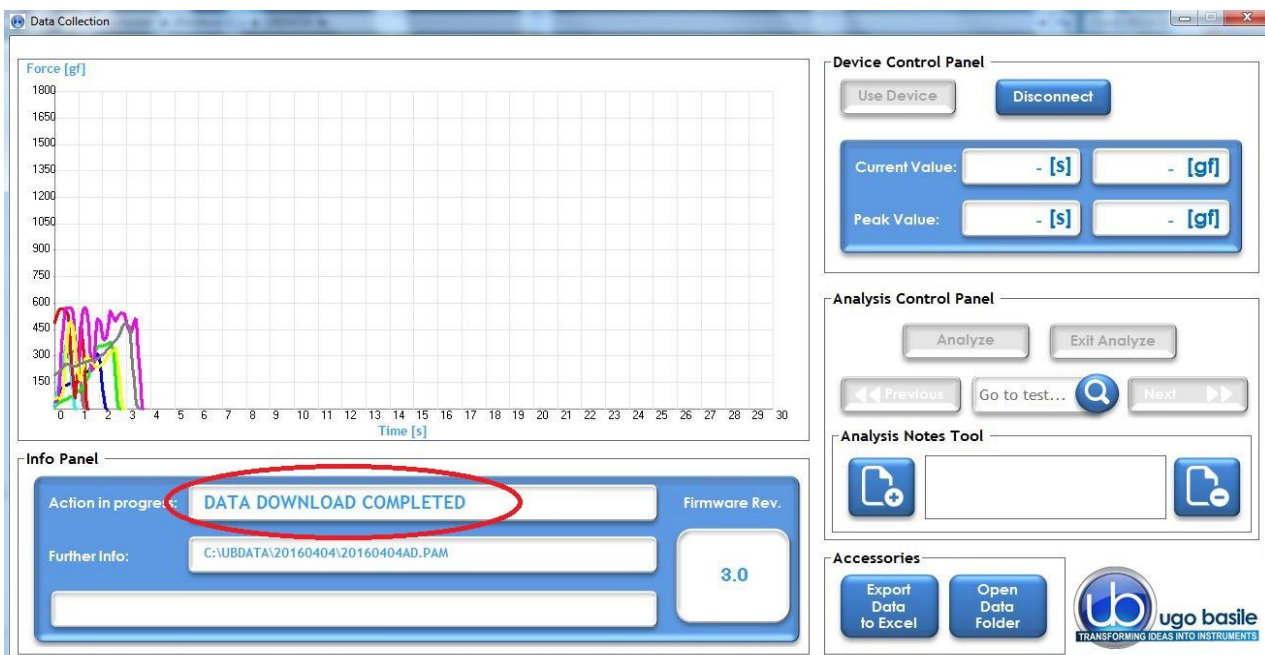 Data Collection
Force [gf]
1800
1650
1500
1350
1200
1050
900
750
600
450
300
150
0 1 2 3 4 5 6 7 8 9 10 11 12 13 14 15 16 17 18 19 20 21 22 23 24 25 26 27 28 29 30
Time [s]
Info Panel
Action in progress: DATA DOWNLOAD COMPLETED
Firmware Rev.
Further Info: C:\UBDATA\20160404\20160404AD.PAM
3.0
Device Control Panel
Use Device Disconnect
Current Value: - [s] - [gf]
Peak Value: - [s] - [gf]
Analysis Control Panel
Analyze Exit Analyze
Previous Go to test... Next
Analysis Notes Tool
Accessories
Export Data to Excel
Open Data Folder
ub ugo basile
TRANSFORMING IDEAS INTO INSTRUMENTS